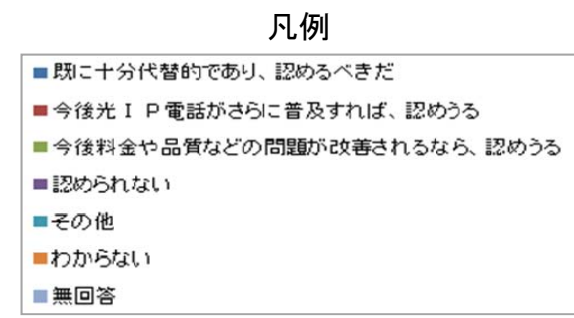 凡例
既に十分代替的であり、認めるべきだ
今後光ＩＰ電話がさらに普及すれば、認めうる
今後料金や品質などの問題が改善されるなら、認めうる
認められない
その他
わからない
無回答